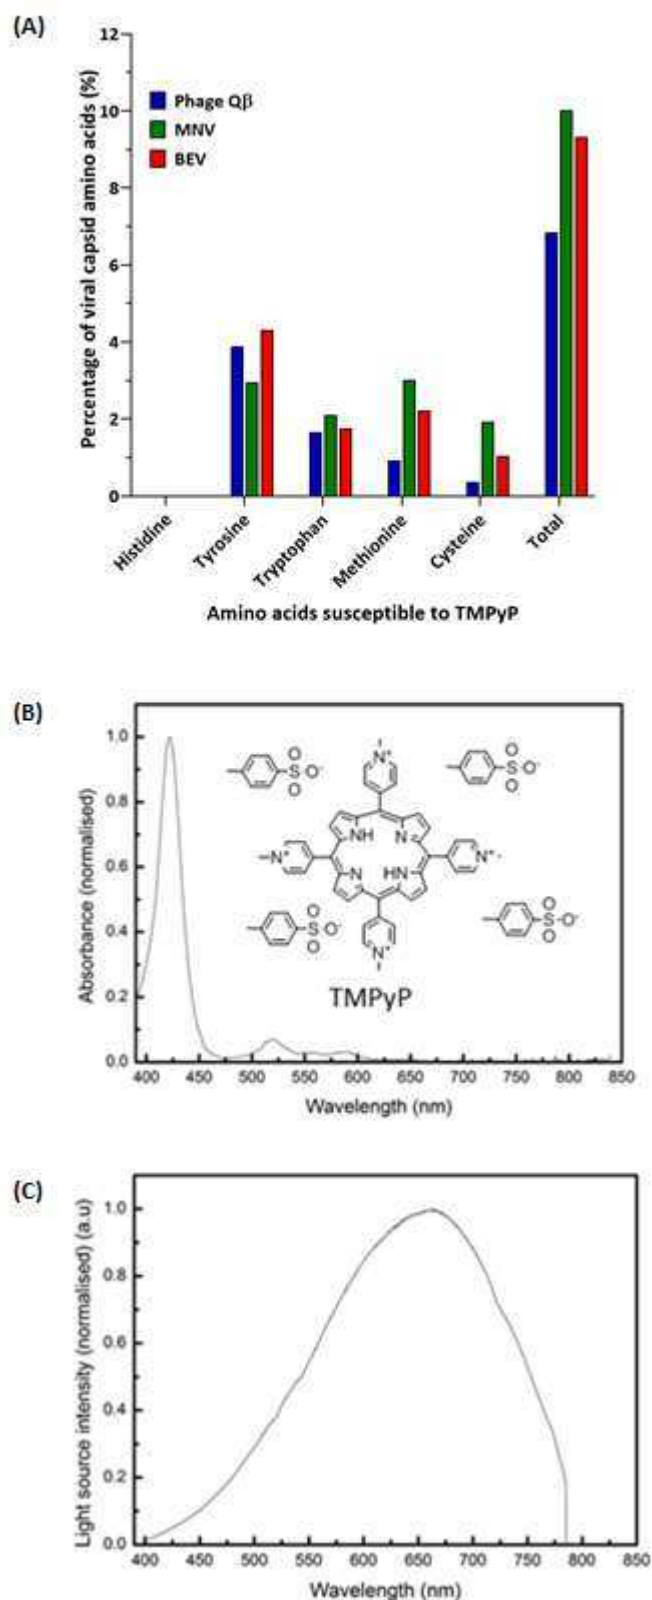 (A)
Percentage of viral capsid amino acids (%)
12
10
8
6
4
2
0
Phage Qβ
MNV
BEV
Histidine
Tyrosine
Tryptophan
Methionine
Cysteine
Total
Amino acids susceptible to TMPyP
(B)
Absorbance (normalised)
1.0
0.8
0.6
0.4
0.2
0.0
O
S O-
O
N+
O
S O-
O
NH N
N+
N+
N HN
O
S O-
O
N+
O
S O-
O
TMPyP
400 450 500 550 600 650 700 750 800 850
Wavelength (nm)
(C)
Light source intensity (normalised) (a.u)
1.0
0.8
0.6
0.4
0.2
0.0
400 450 500 550 600 650 700 750 800 850
Wavelength (nm)